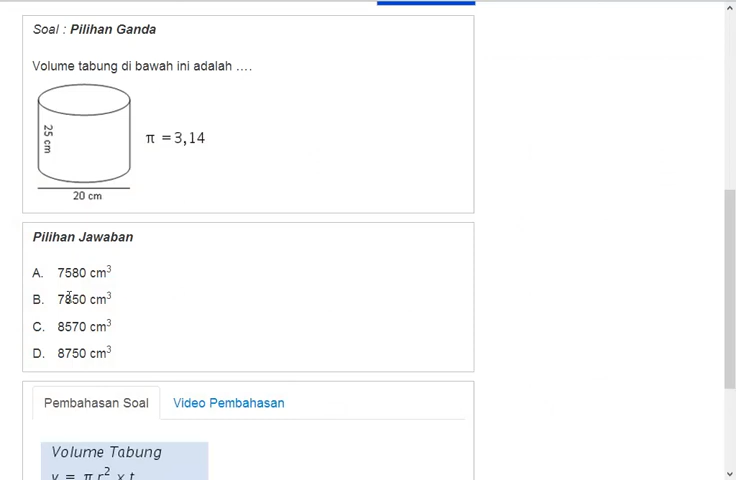 Soal : Pilihan Ganda
Volume tabung di bawah ini adalah ....
25 cm
π = 3,14
20 cm
Pilihan Jawaban
A. 7580 cm³
B. 7850 cm³
C. 8570 cm³
D. 8750 cm³
Pembahasan Soal Video Pembahasan
Volume Tabung
v = π r² x t